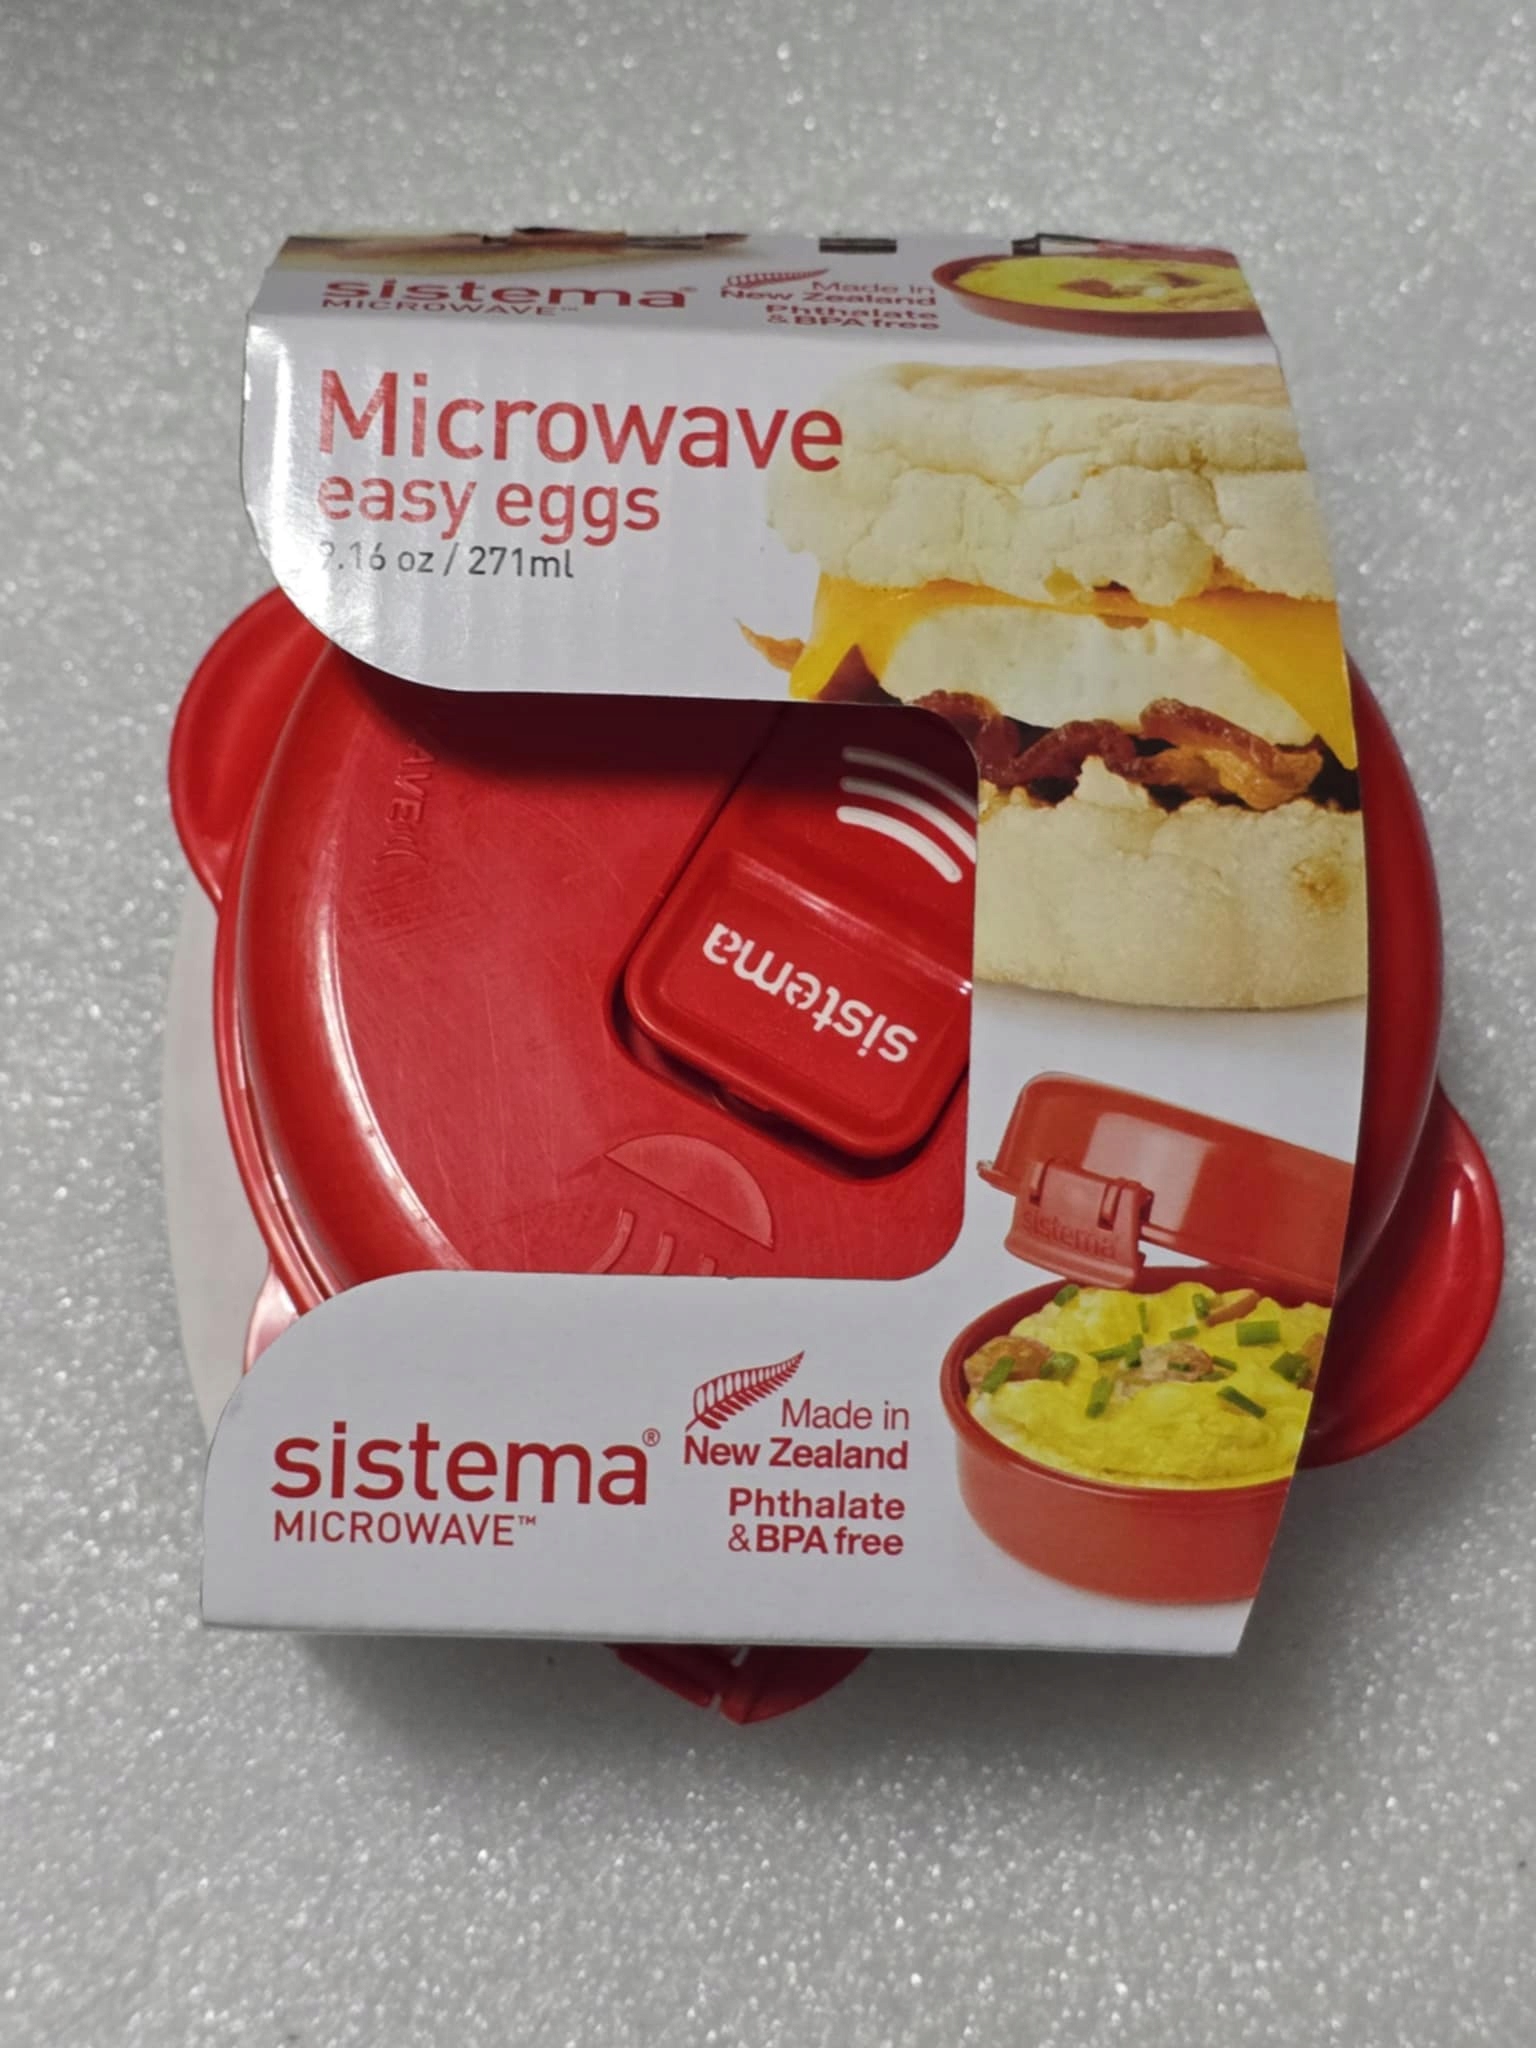 sistema®
MICROWAVE™
Made in
New Zealand
Phthalate
& BPA free
Microwave
easy eggs
9.16 oz / 271ml
sistema
sistema
sistema®
MICROWAVE™
Made in
New Zealand
Phthalate
& BPA free